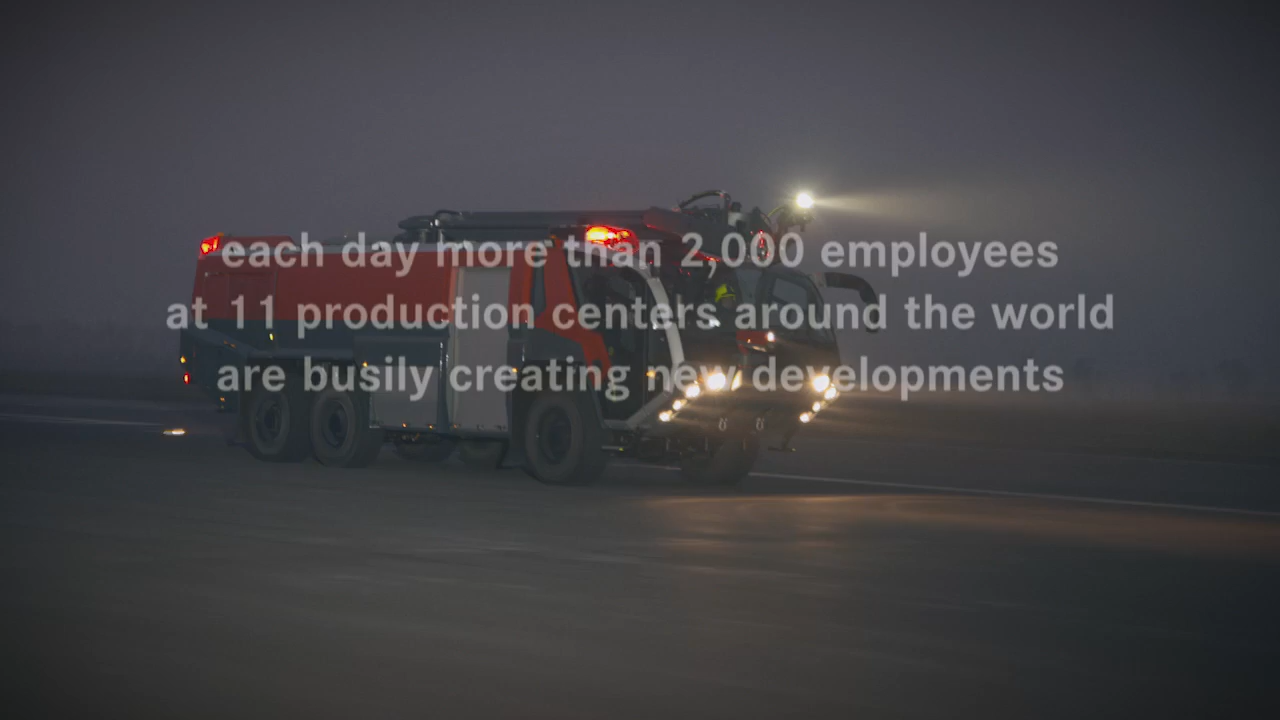 each day more than 2,000 employees
at 11 production centers around the world
are busily creating new developments